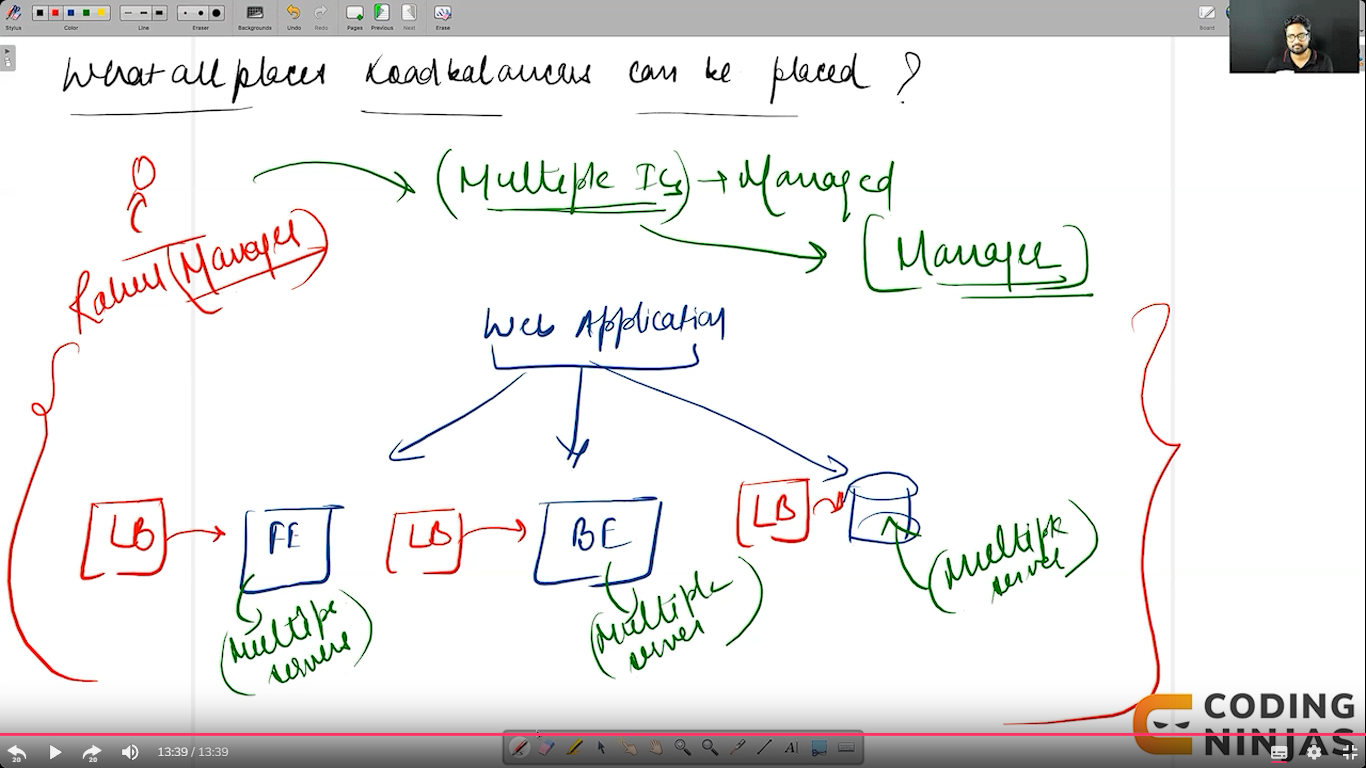 Stylus Color Line Eraser Backgrounds Undo Redo Pages Previous Next Erase Board
What all places Loadbalancers can be placed ?
(Multiple ICs) → Managed
[Manager]
(Manager)
Web Application
LB → FE
LB → BE
LB
(Multiple servers)
(Multiple server)
(Multiple server)
CODING
NINJAS
20 20 13:39 / 13:39